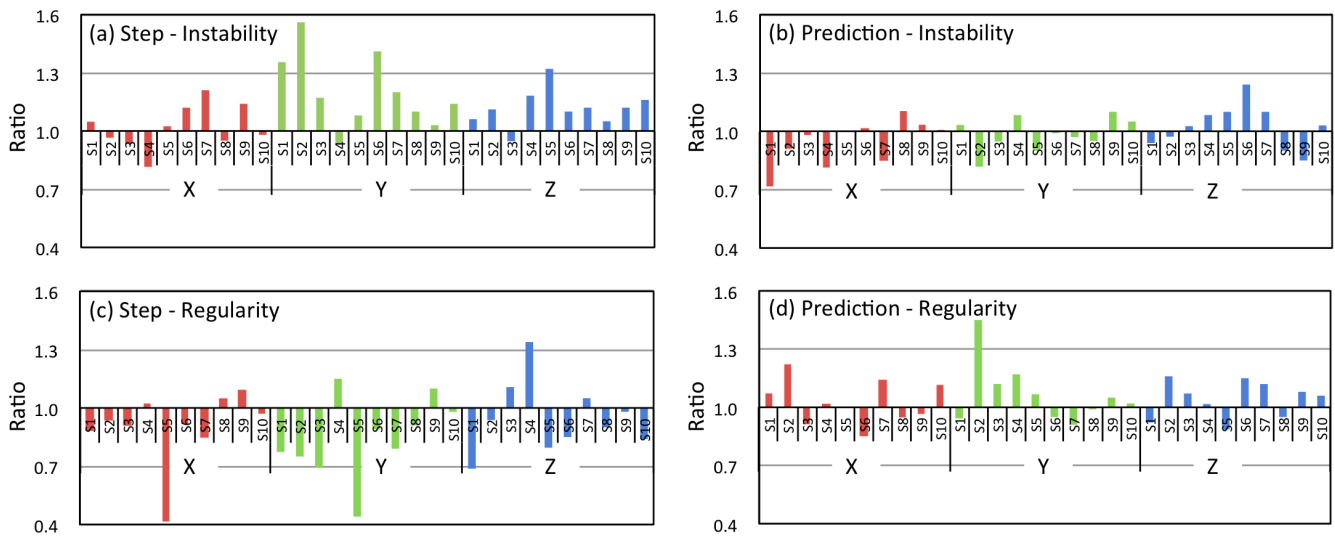 (a) Step - Instability
Ratio
1.6
1.3
1.0
0.7
0.4
S1 S2 S3 S4 S5 S6 S7 S8 S9 S10 S1 S2 S3 S4 S5 S6 S7 S8 S9 S10 S1 S2 S3 S4 S5 S6 S7 S8 S9 S10
X Y Z
(b) Prediction - Instability
Ratio
1.6
1.3
1.0
0.7
0.4
S1 S2 S3 S4 S5 S6 S7 S8 S9 S10 S1 S2 S3 S4 S5 S6 S7 S8 S9 S10 S1 S2 S3 S4 S5 S6 S7 S8 S9 S10
X Y Z
(c) Step - Regularity
Ratio
1.6
1.3
1.0
0.7
0.4
S1 S2 S3 S4 S5 S6 S7 S8 S9 S10 S1 S2 S3 S4 S5 S6 S7 S8 S9 S10 S1 S2 S3 S4 S5 S6 S7 S8 S9 S10
X Y Z
(d) Prediction - Regularity
Ratio
1.6
1.3
1.0
0.7
0.4
S1 S2 S3 S4 S5 S6 S7 S8 S9 S10 S1 S2 S3 S4 S5 S6 S7 S8 S9 S10 S1 S2 S3 S4 S5 S6 S7 S8 S9 S10
X Y Z